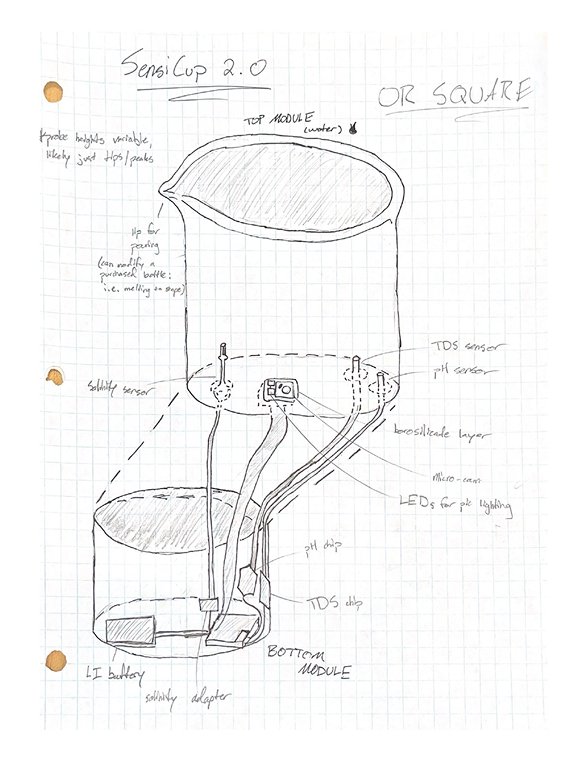 SensiCup 2.0
OR SQUARE
TOP MODULE
(water)
*probe heights variable,
likely just tips/peaks
lip for
pouring
(can modify a
purchased bottle:
i.e. melting to shape)
TDS sensor
pH sensor
Salinity sensor
borosilicate layer
micro-cam
LEDs for pic lighting
pH chip
TDS chip
BOTTOM
MODULE
LI battery
salinity adapter